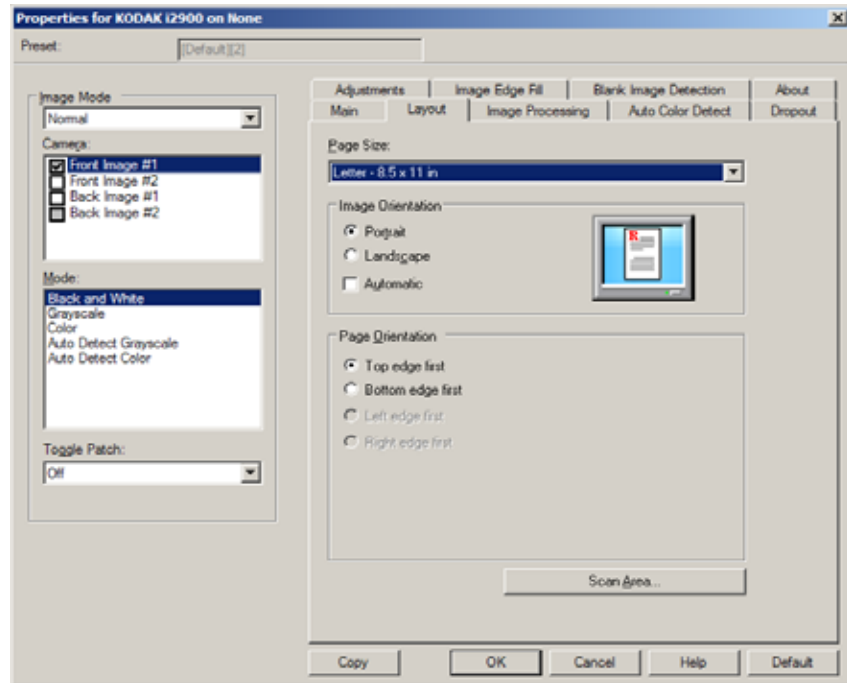 Properties for KODAK i2900 on None
Preset:
[Default][2]
Image Mode
Normal
Camera:
Front Image #1
Front Image #2
Back Image #1
Back Image #2
Mode:
Black and White
Grayscale
Color
Auto Detect Grayscale
Auto Detect Color
Toggle Patch:
Off
Adjustments
Image Edge Fill
Blank Image Detection
About
Main
Layout
Image Processing
Auto Color Detect
Dropout
Page Size:
Letter - 8.5 x 11 in
Image Orientation
Portrait
Landscape
Automatic
R
Page Orientation
Top edge first
Bottom edge first
Left edge first
Right edge first
Scan Area...
Copy
OK
Cancel
Help
Default